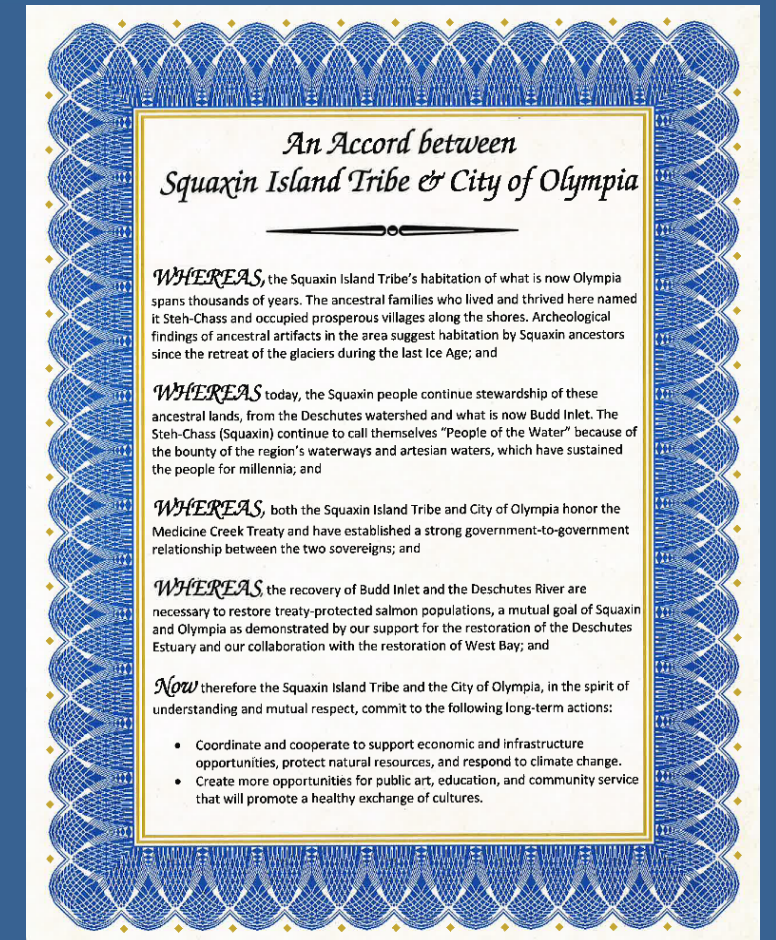 An Accord between
Squaxin Island Tribe & City of Olympia
WHEREAS, the Squaxin Island Tribe's habitation of what is now Olympia
spans thousands of years. The ancestral families who lived and thrived here named
it Steh-Chass and occupied prosperous villages along the shores. Archeological
findings of ancestral artifacts in the area suggest habitation by Squaxin ancestors
since the retreat of the glaciers during the last Ice Age; and
WHEREAS today, the Squaxin people continue stewardship of these
ancestral lands, from the Deschutes watershed and what is now Budd Inlet. The
Steh-Chass (Squaxin) continue to call themselves "People of the Water" because of
the bounty of the region's waterways and artesian waters, which have sustained
the people for millennia; and
WHEREAS, both the Squaxin Island Tribe and City of Olympia honor the
Medicine Creek Treaty and have established a strong government-to-government
relationship between the two sovereigns; and
WHEREAS, the recovery of Budd Inlet and the Deschutes River are
necessary to restore treaty-protected salmon populations, a mutual goal of Squaxin
and Olympia as demonstrated by our support for the restoration of the Deschutes
Estuary and our collaboration with the restoration of West Bay; and
Now therefore the Squaxin Island Tribe and the City of Olympia, in the spirit of
understanding and mutual respect, commit to the following long-term actions:
• Coordinate and cooperate to support economic and infrastructure
opportunities, protect natural resources, and respond to climate change.
• Create more opportunities for public art, education, and community service
that will promote a healthy exchange of cultures.